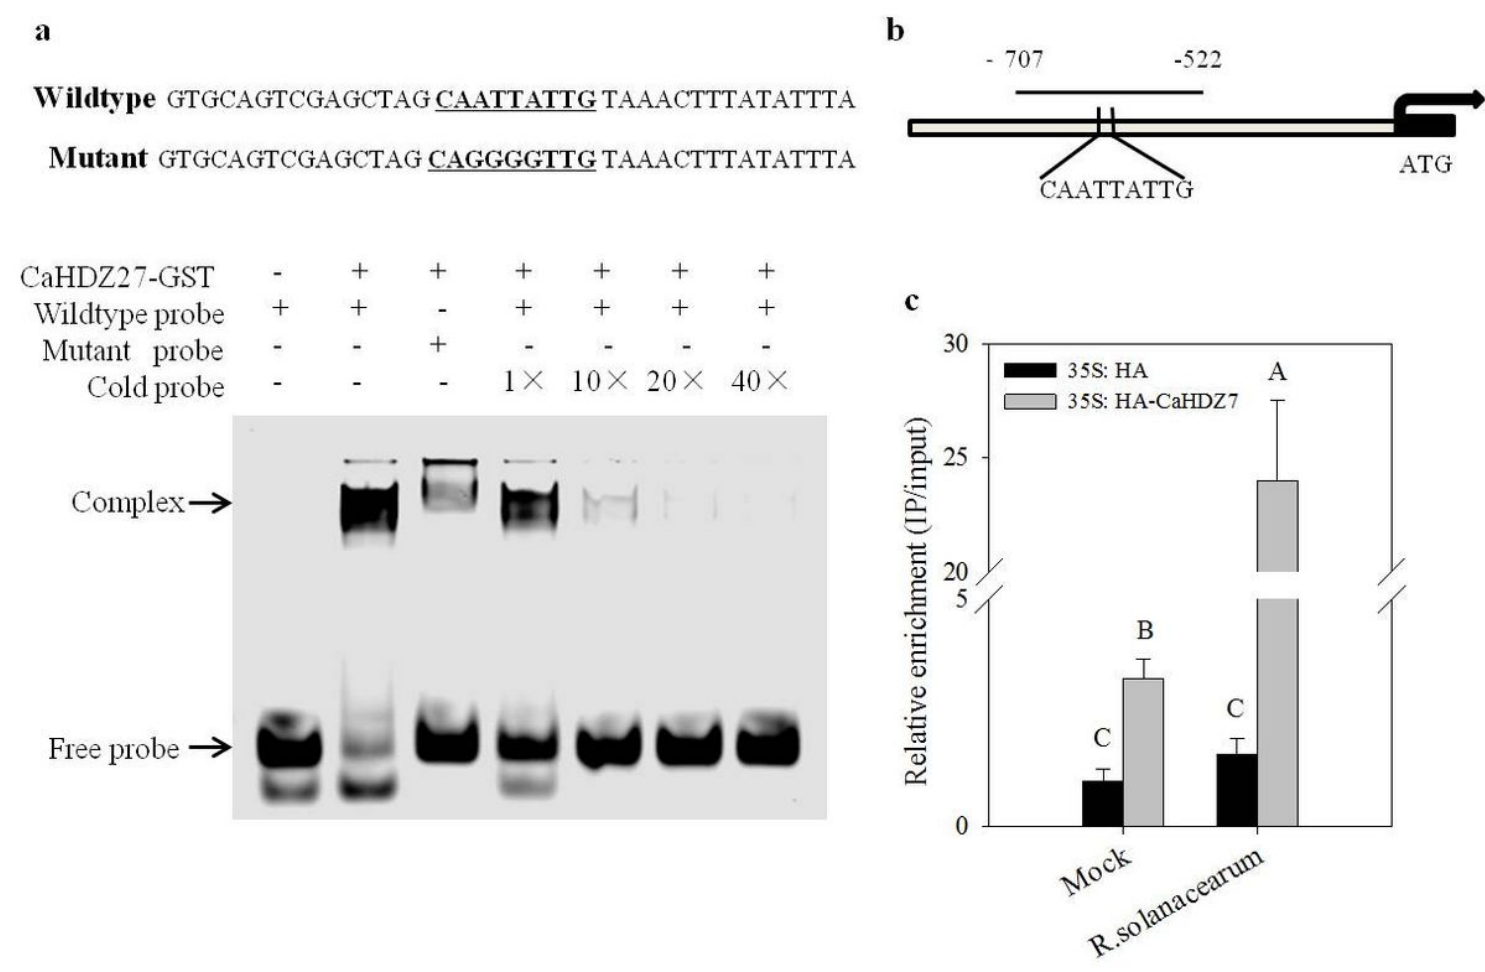 a
Wildtype GTGCAGTCGAGCTAG CAATTATTG TAAACTTTATATTTA
Mutant GTGCAGTCGAGCTAG CAGGGGTTG TAAACTTTATATTTA
CaHDZ27-GST - + + + + + +
Wildtype probe + + - + + + +
Mutant probe - - + - - - -
Cold probe - - - 1× 10× 20× 40×
Complex
Free probe
b
- 707 -522
CAATTATTG
ATG
c
Relative enrichment (IP/input)
30
25
20
5
0
35S: HA
35S: HA-CaHDZ7
C
B
C
A
Mock
R.solanacearum